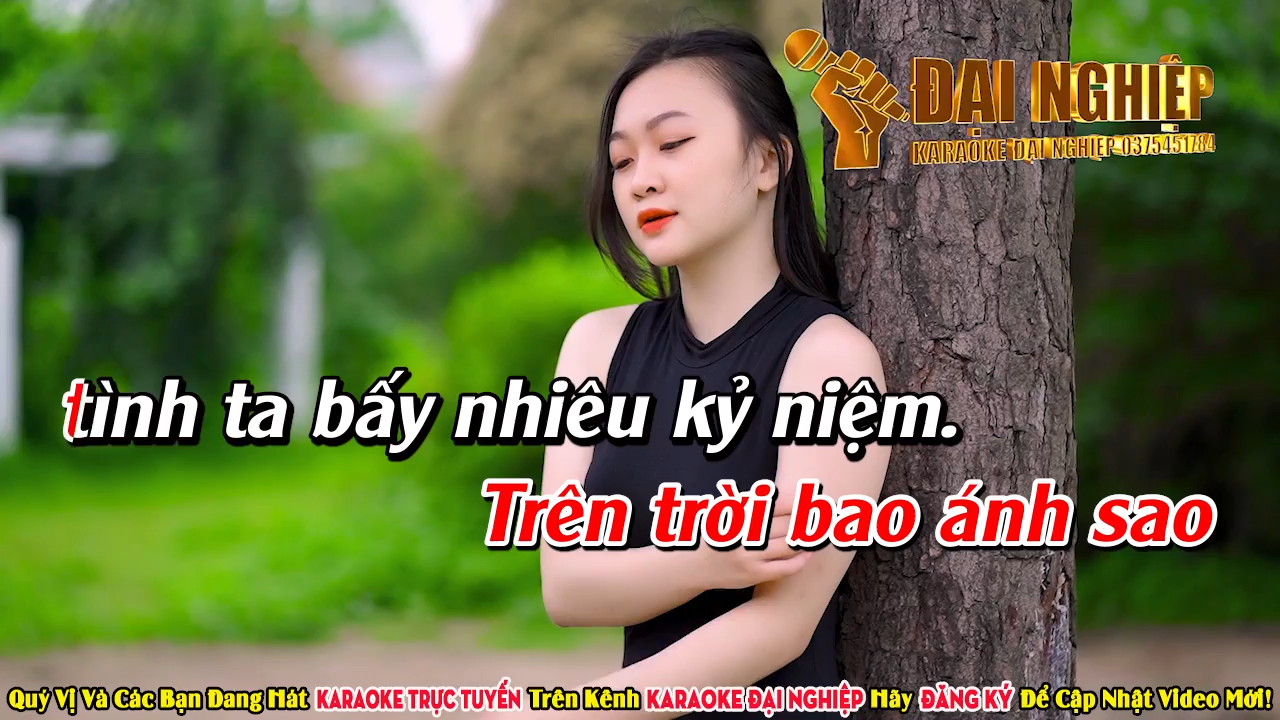 ĐẠI NGHIỆP
KARAOKE ĐẠI NGHIỆP 0375451784
tình ta bấy nhiêu kỷ niệm.
Trên trời bao ánh sao
Quý Vị Và Các Bạn Đang Hát KARAOKE TRỰC TUYẾN Trên Kênh KARAOKE ĐẠI NGHIỆP Hãy ĐĂNG KÝ Để Cập Nhật Video Mới!